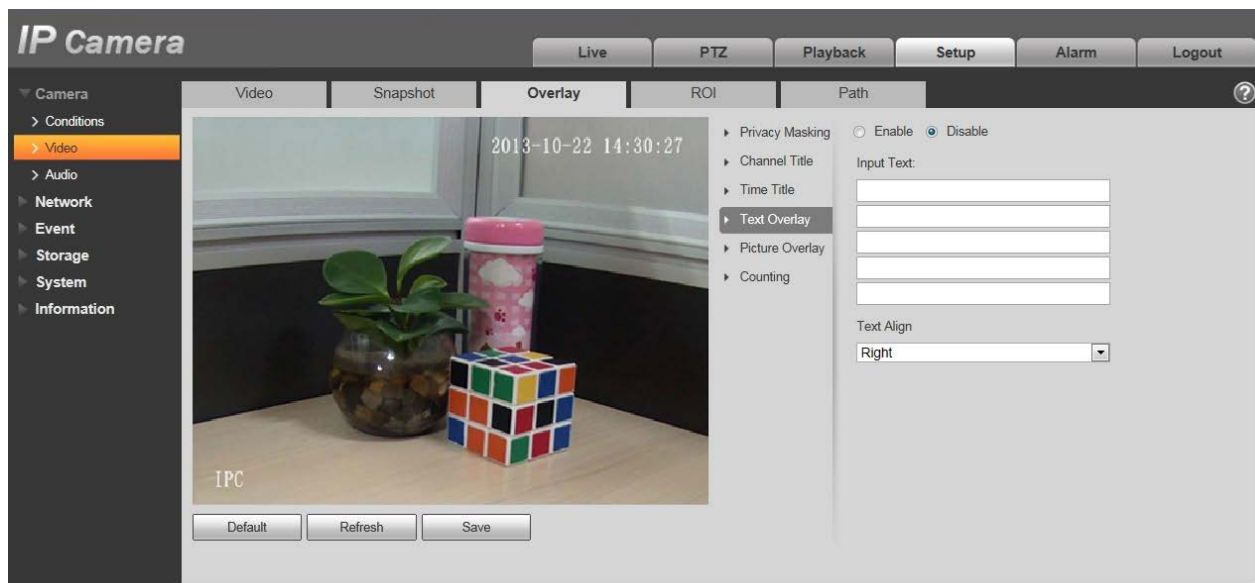 IP Camera
Live PTZ Playback Setup Alarm Logout
Camera Video Snapshot Overlay ROI Path ?
Conditions
Video
Audio
Network
Event
Storage
System
Information
2013-10-22 14:30:27
IPC
Default Refresh Save
Privacy Masking
Channel Title
Time Title
Text Overlay
Picture Overlay
Counting
Enable Disable
Input Text:
Text Align
Right